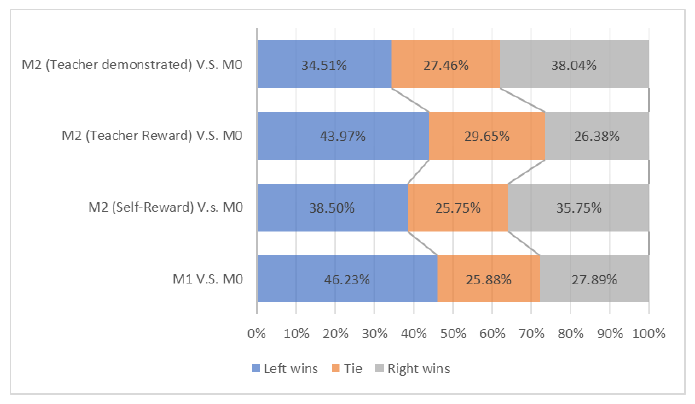 M2 (Teacher demonstrated) V.S. M0
34.51% 27.46% 38.04%
M2 (Teacher Reward) V.S. M0
43.97% 29.65% 26.38%
M2 (Self-Reward) V.s. M0
38.50% 25.75% 35.75%
M1 V.S. M0
46.23% 25.88% 27.89%
0% 10% 20% 30% 40% 50% 60% 70% 80% 90% 100%
Left wins Tie Right wins